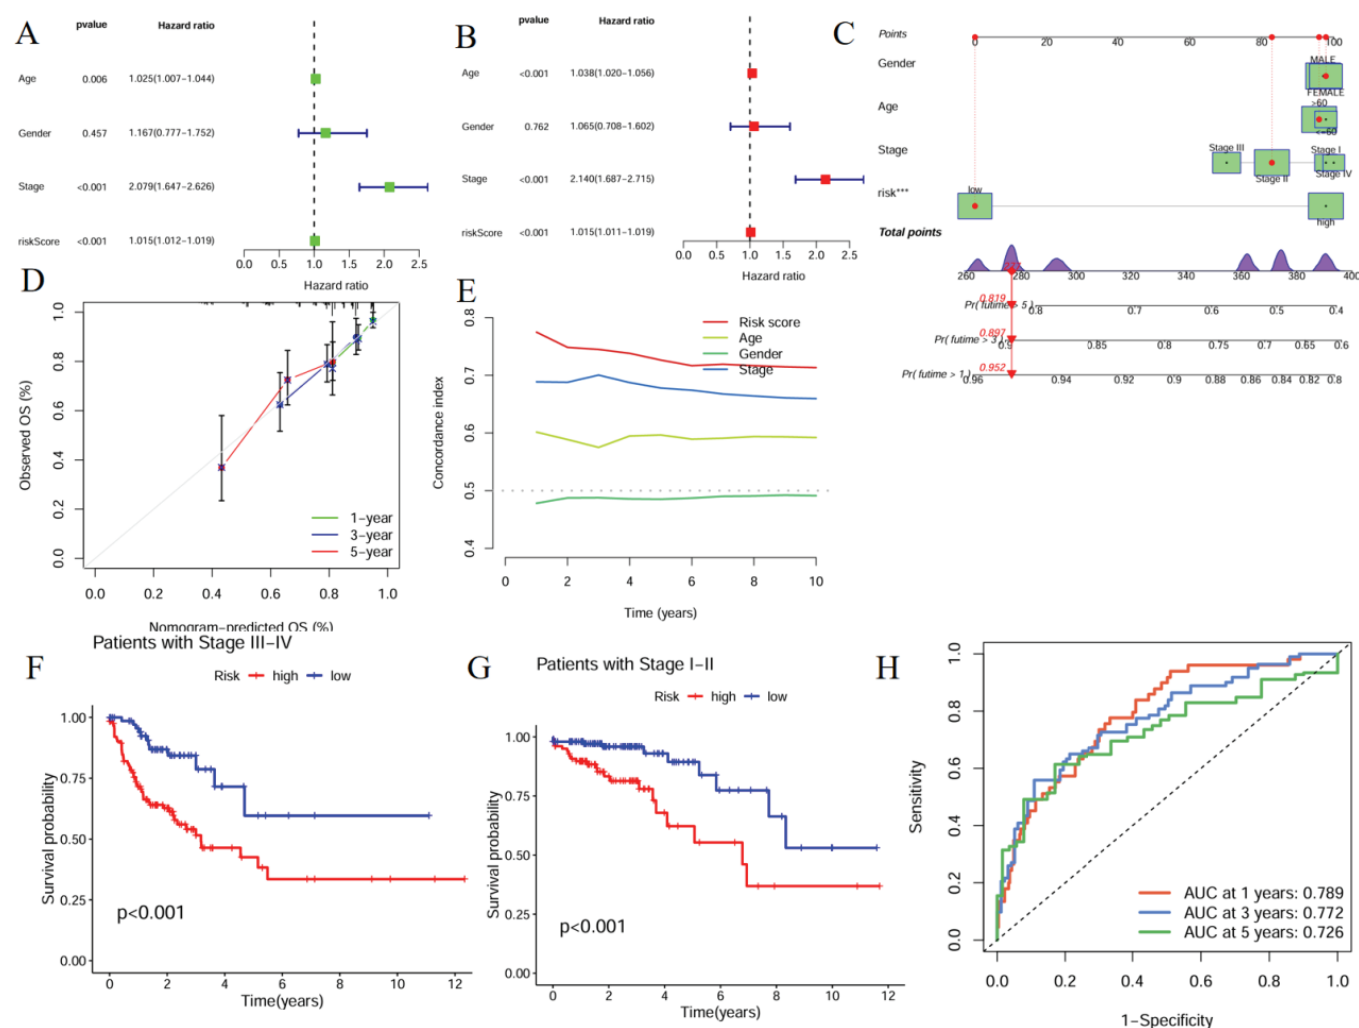 A
pvalue Hazard ratio
Age 0.006 1.025(1.007−1.044)
Gender 0.457 1.167(0.777−1.752)
Stage <0.001 2.079(1.647−2.626)
riskScore <0.001 1.015(1.012−1.019)
0.0 0.5 1.0 1.5 2.0 2.5
Hazard ratio
B
pvalue Hazard ratio
Age <0.001 1.038(1.020−1.056)
Gender 0.762 1.065(0.708−1.602)
Stage <0.001 2.140(1.687−2.715)
riskScore <0.001 1.015(1.011−1.019)
0.0 0.5 1.0 1.5 2.0 2.5
Hazard ratio
C
Points
0 20 40 60 80 100
Gender
MALE
FEMALE
Age
>60
<=60
Stage
Stage III
Stage II
Stage I
Stage IV
risk***
low
high
Total points
260 280 300 320 340 360 380 400
277
0.819
Pr( futime > 5 )
0.8 0.7 0.6 0.5 0.4
0.897
Pr( futime > 3 )
0.9 0.85 0.8 0.75 0.7 0.65 0.6
0.952
Pr( futime > 1 )
0.96 0.94 0.92 0.9 0.88 0.86 0.84 0.82 0.8
D
Observed OS (%)
1.0
0.8
0.6
0.4
0.2
0.0
1−year
3−year
5−year
0.0 0.2 0.4 0.6 0.8 1.0
Nomogram−predicted OS (%)
E
Concordance index
0.8
0.7
0.6
0.5
0.4
Risk score
Age
Gender
Stage
0 2 4 6 8 10
Time (years)
F
Patients with Stage III−IV
Risk high low
Survival probability
1.00
0.75
0.50
0.25
0.00
p<0.001
0 2 4 6 8 10 12
Time(years)
G
Patients with Stage I−II
Risk high low
Survival probability
1.00
0.75
0.50
0.25
0.00
p<0.001
0 2 4 6 8 10 12
Time(years)
H
Sensitivity
1.0
0.8
0.6
0.4
0.2
0.0
AUC at 1 years: 0.789
AUC at 3 years: 0.772
AUC at 5 years: 0.726
0.0 0.2 0.4 0.6 0.8 1.0
1−Specificity